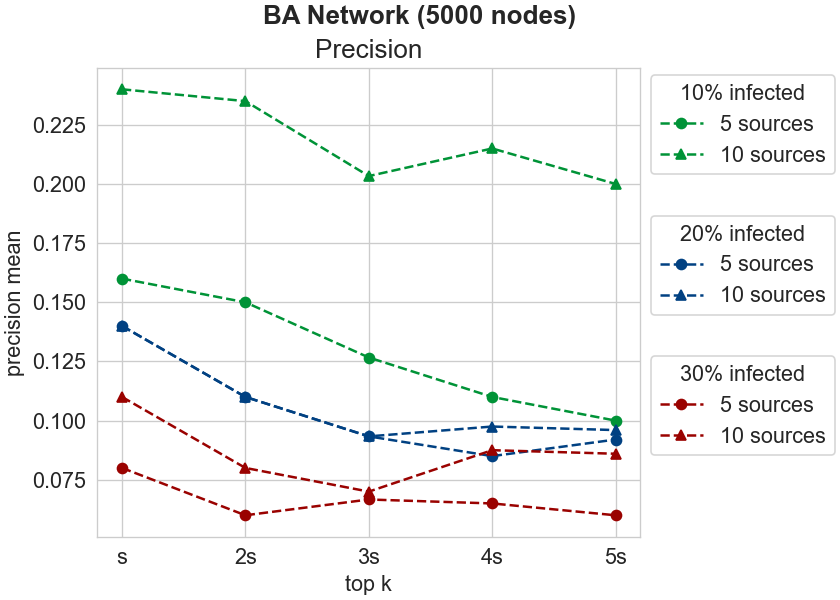 BA Network (5000 nodes)
Precision
precision mean
0.225
0.200
0.175
0.150
0.125
0.100
0.075
s 2s 3s 4s 5s
top k
10% infected
5 sources
10 sources
20% infected
5 sources
10 sources
30% infected
5 sources
10 sources